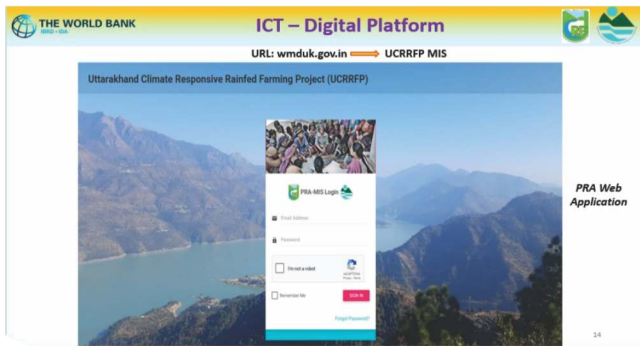 THE WORLD BANK
IBRD • IDA
ICT – Digital Platform
URL: wmduk.gov.in UCRRFP MIS
Uttarakhand Climate Responsive Rainfed Farming Project (UCRRFP)
PRA-MIS Login
Email Address
Password
I'm not a robot
reCAPTCHA
Privacy - Terms
Remember Me
SIGN IN
Forgot Password?
PRA Web
Application
14